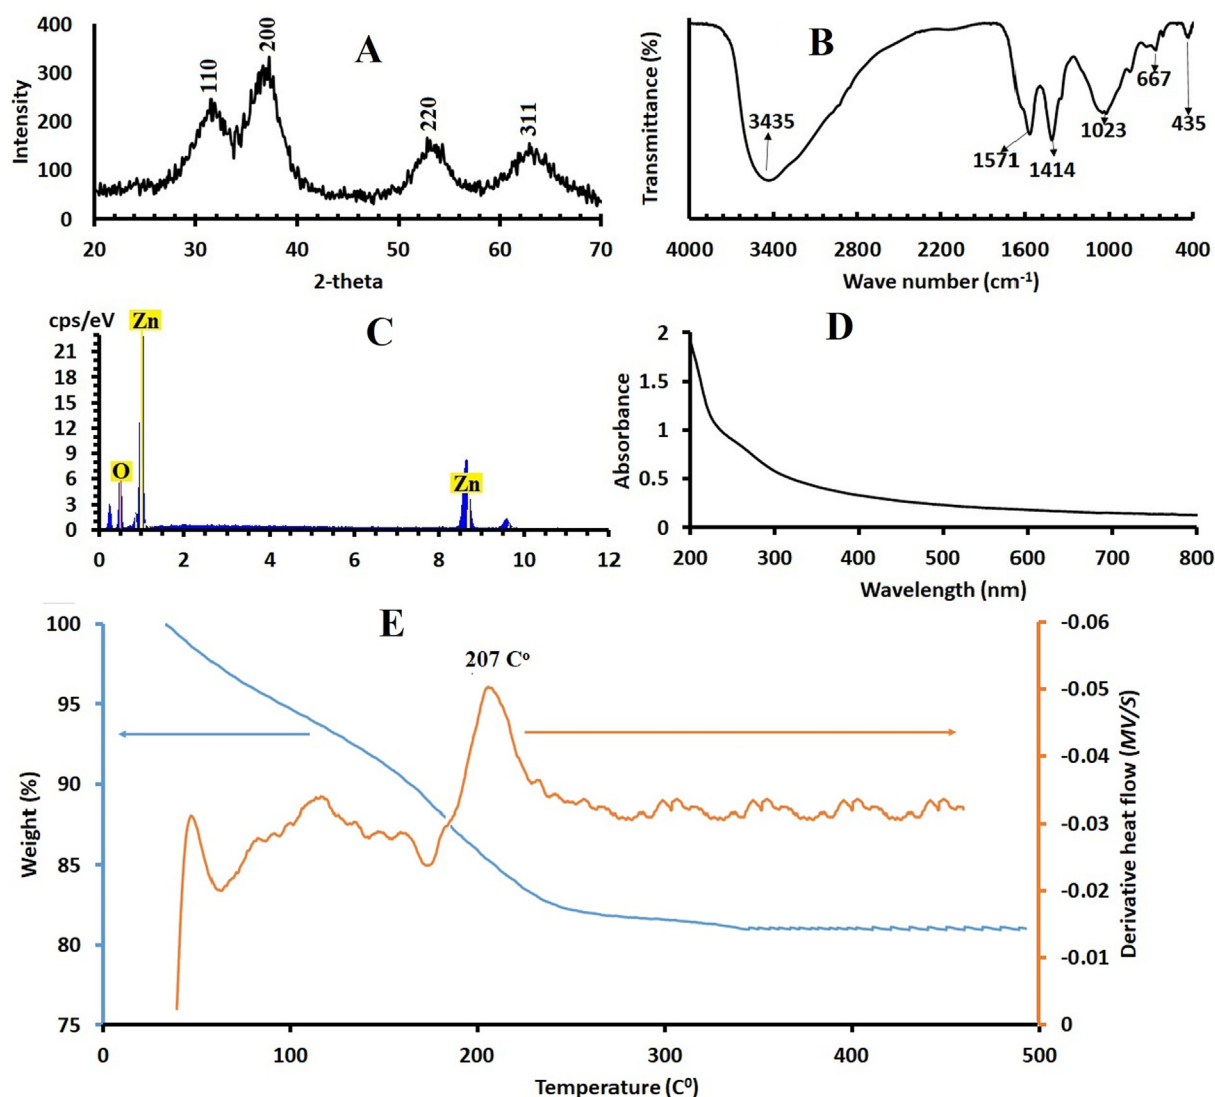 A
400
300
200
100
0
Intensity
110
200
220
311
20 30 40 50 60 70
2-theta
B
Transmittance (%)
3435
1571
1414
1023
667
435
4000 3400 2800 2200 1600 1000 400
Wave number (cm-1)
C
cps/eV
Zn
O
Zn
21
18
15
12
9
6
3
0
0 2 4 6 8 10 12
D
Absorbance
2
1.5
1
0.5
0
200 300 400 500 600 700 800
Wavelength (nm)
E
207 Co
Weight (%)
100
95
90
85
80
75
-0.06
-0.05
-0.04
-0.03
-0.02
-0.01
0
Derivative heat flow (MV/S)
0 100 200 300 400 500
Temperature (C0)